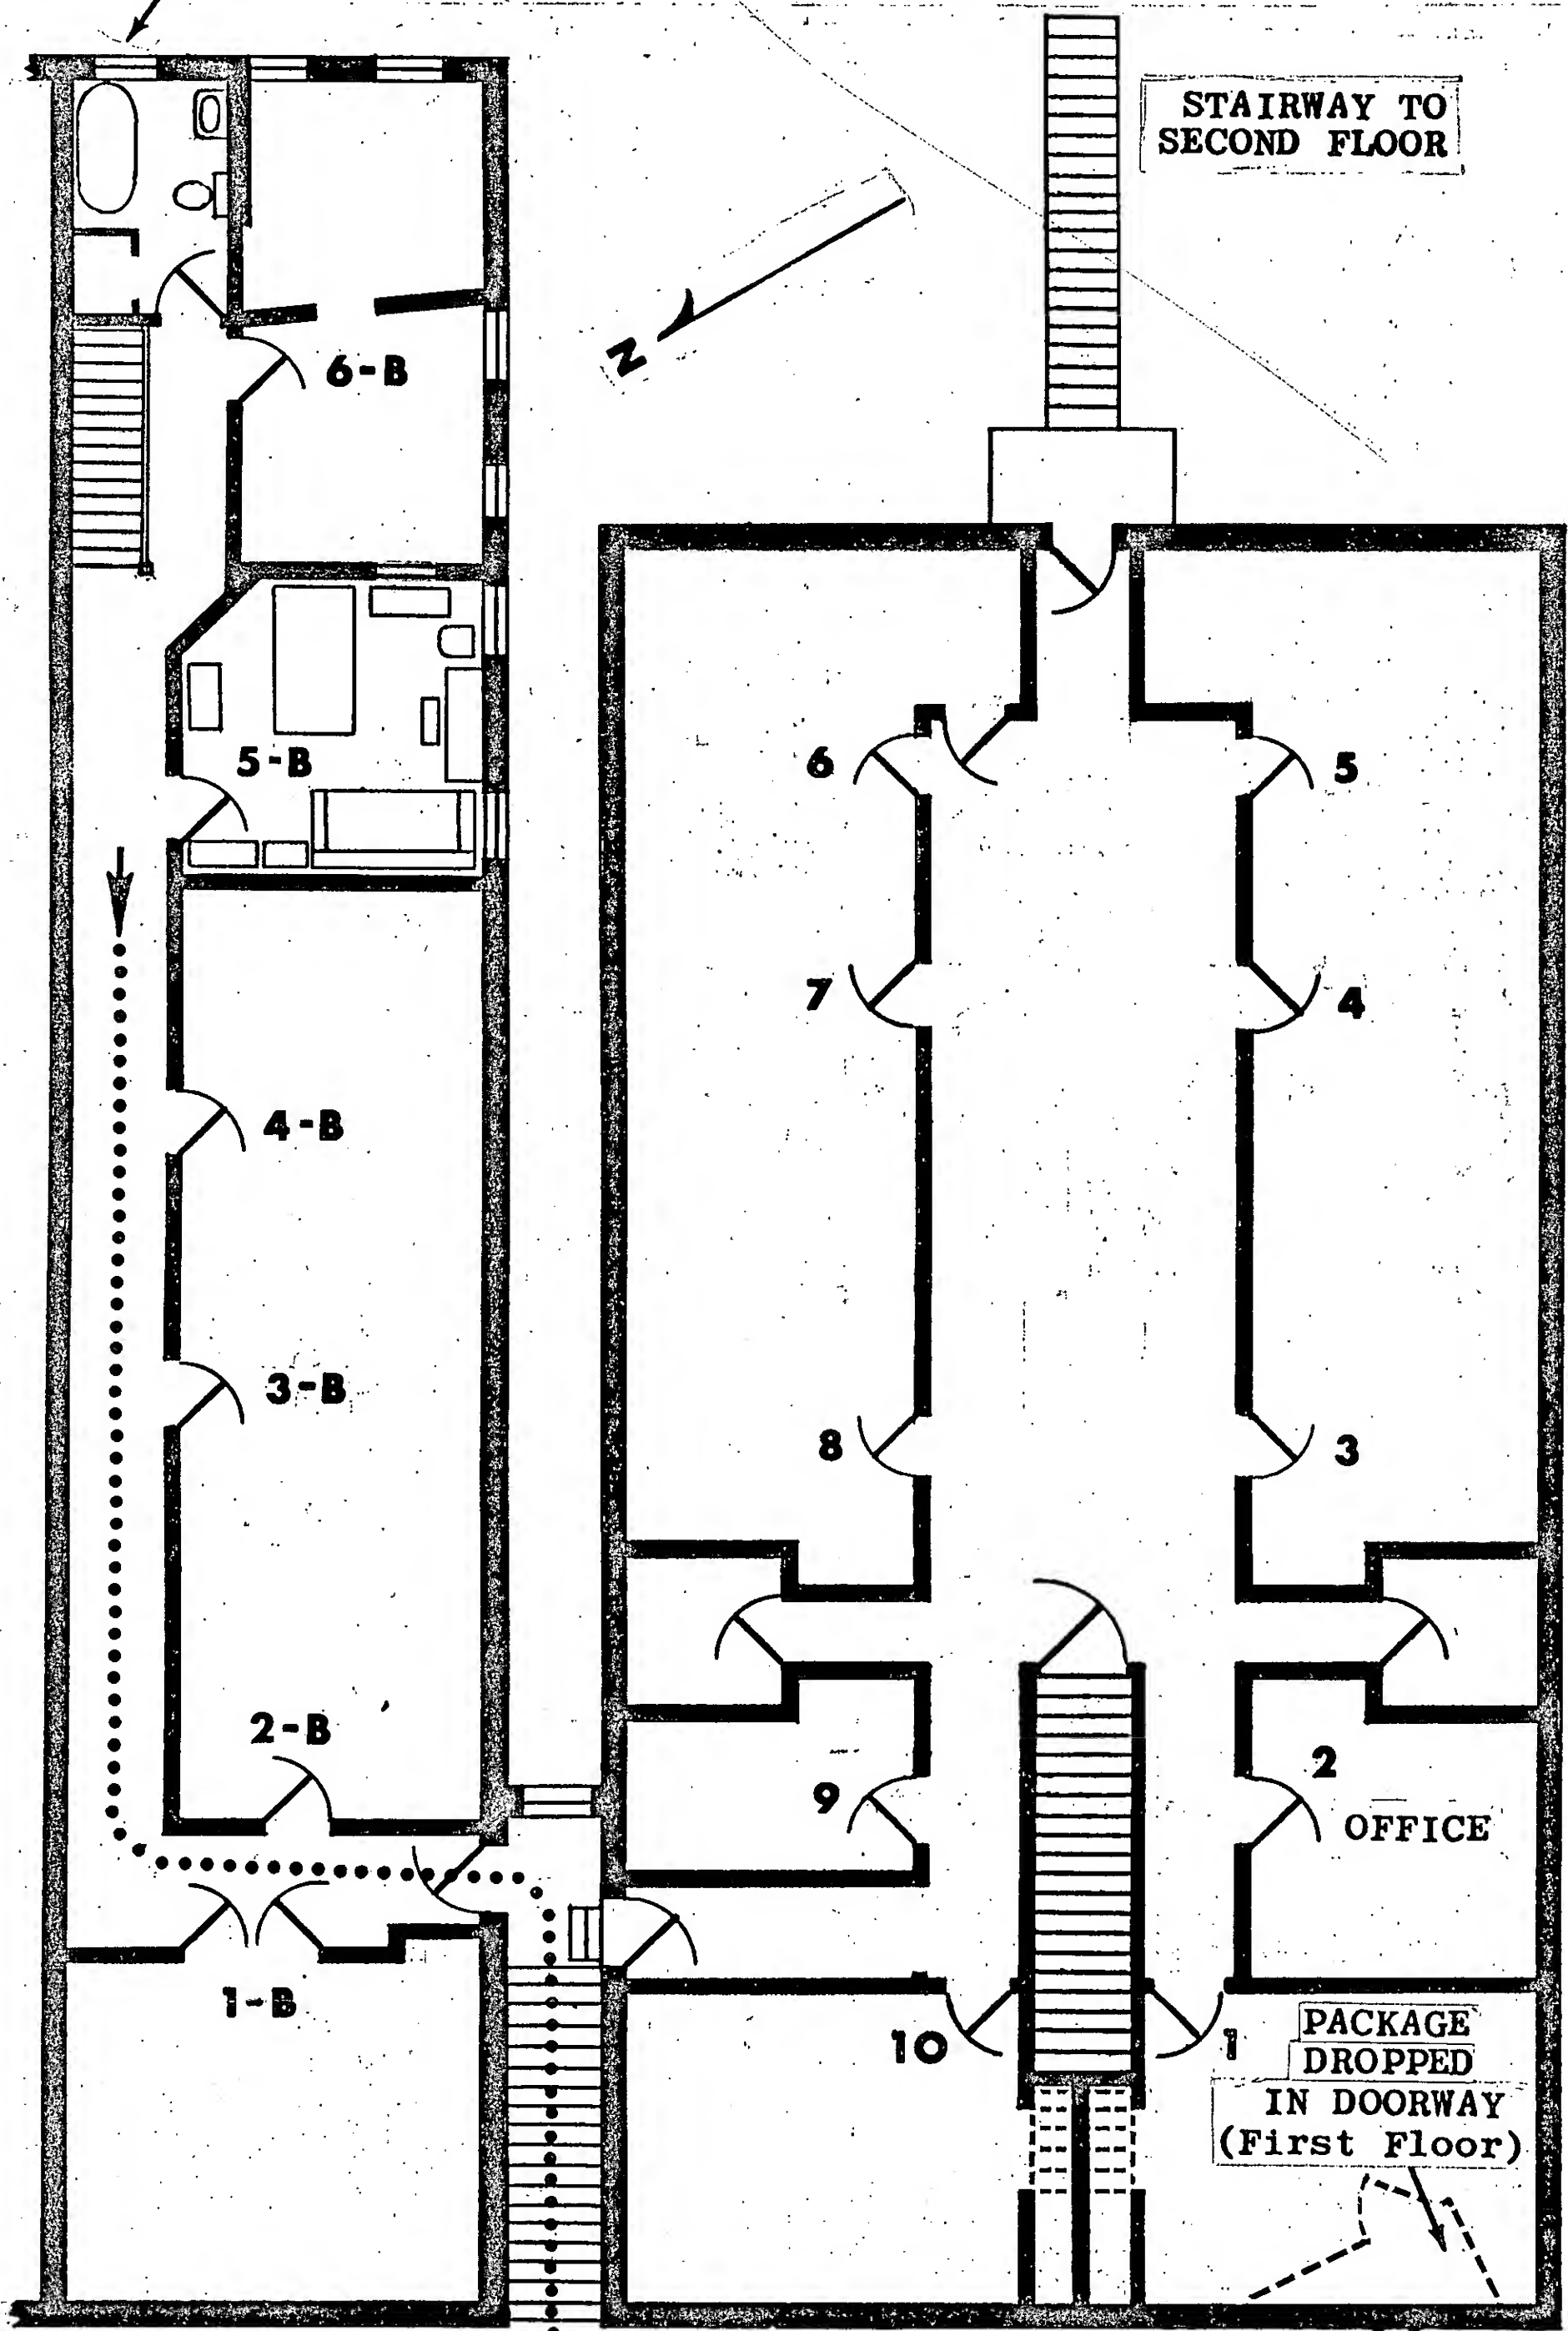 STAIRWAY TO
SECOND FLOOR
N
6-B
5-B
6
5
7
4
4-B
3-B
8
3
2-B
2
9
OFFICE
1-B
10
1
PACKAGE
DROPPED
IN DOORWAY
(First Floor)